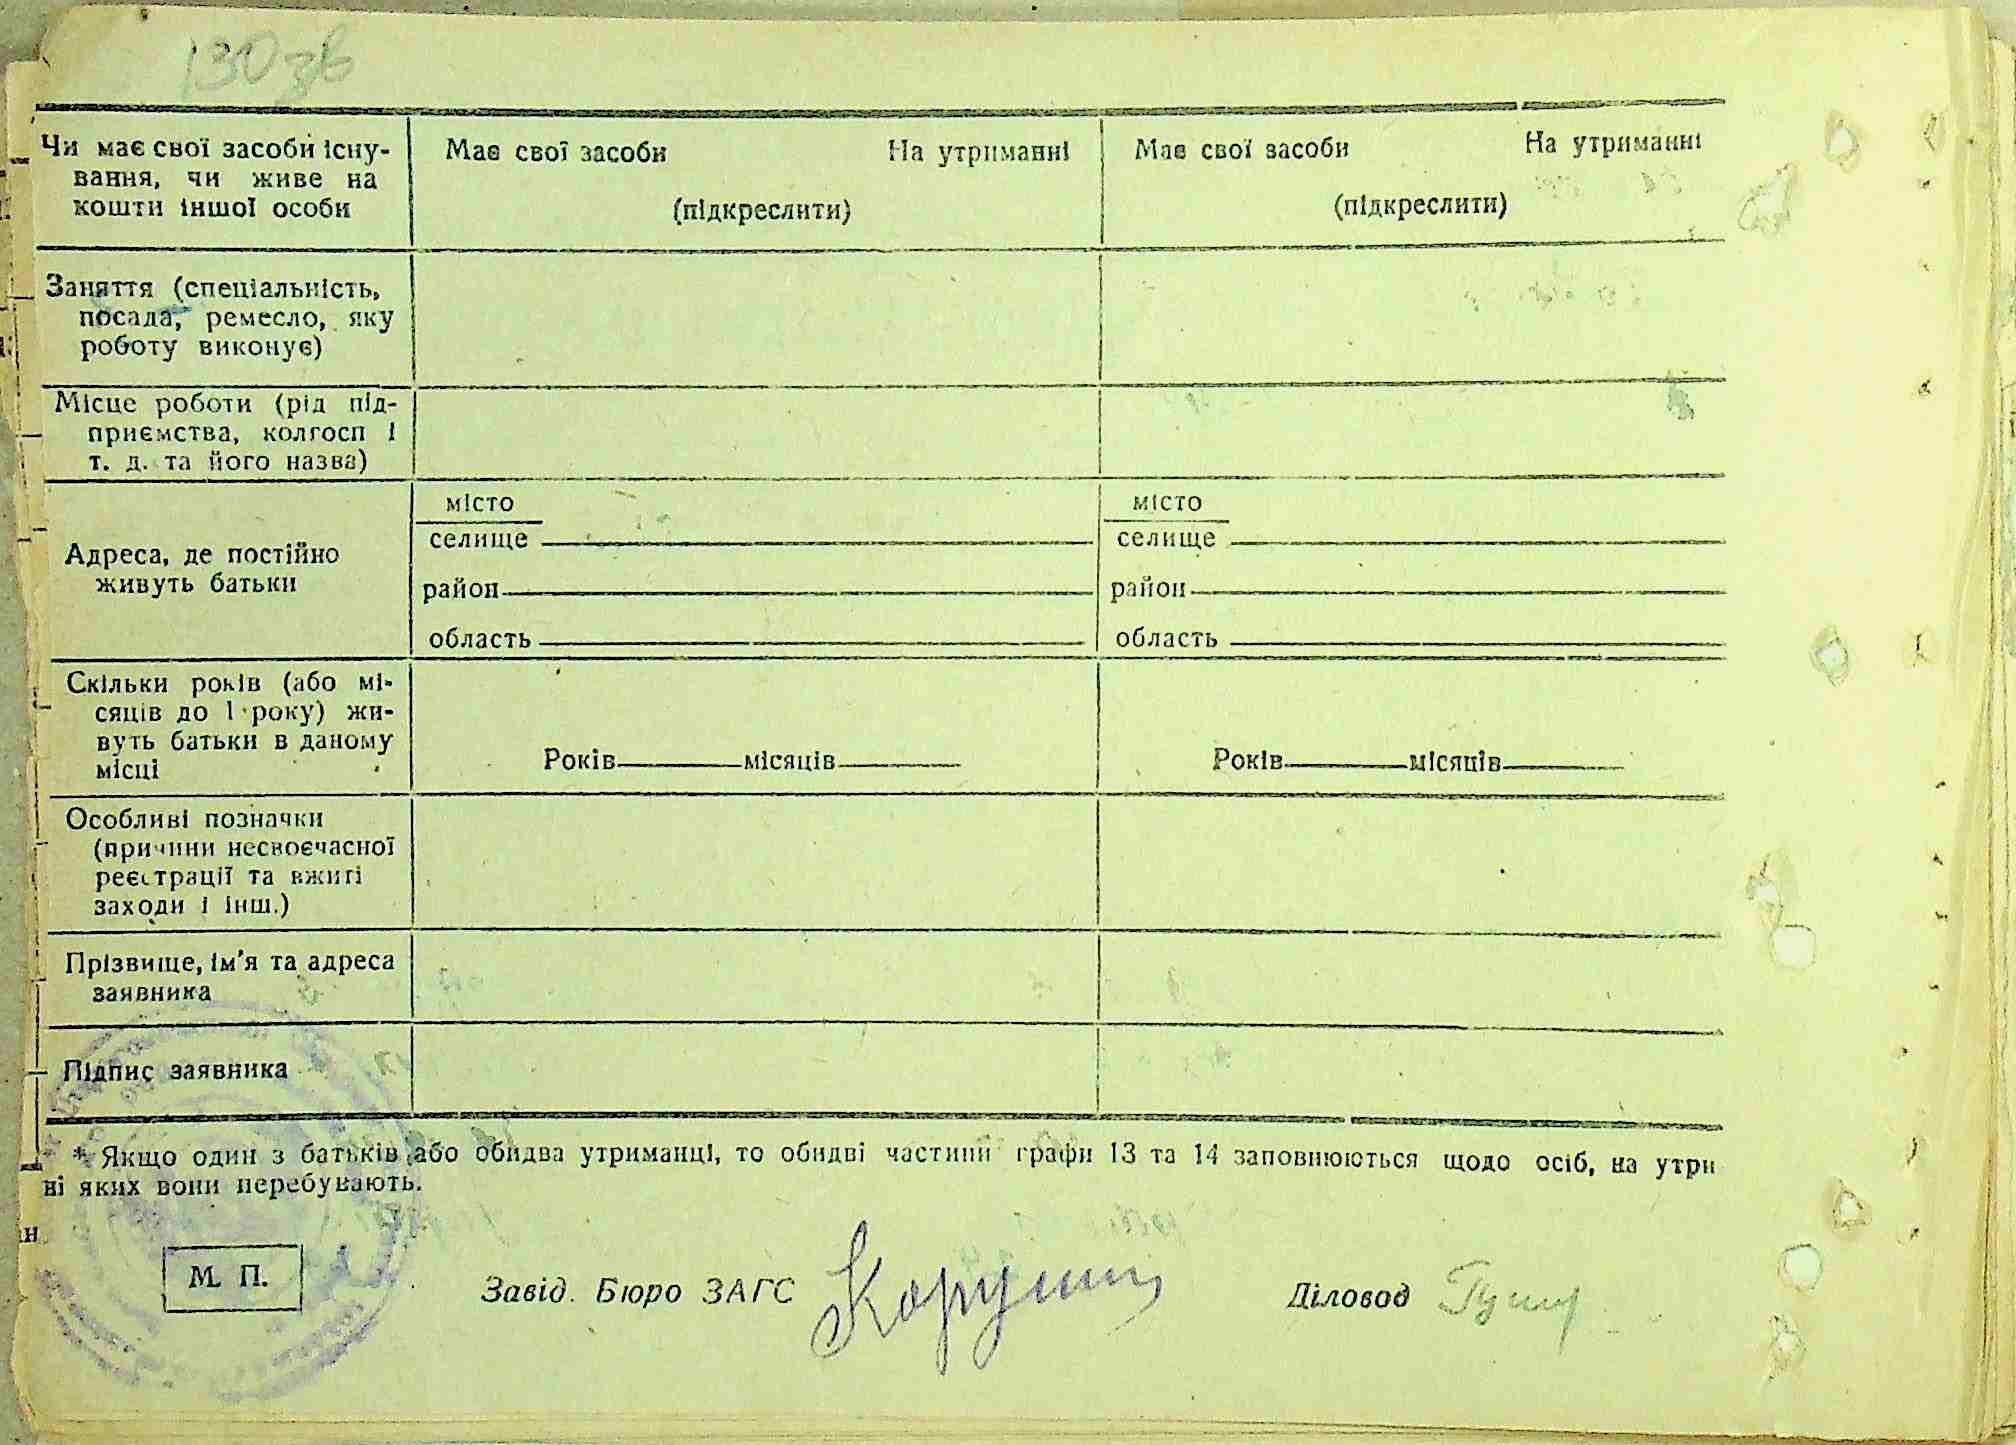 130зв
Чи має свої засоби існу-
вання, чи живе на
кошти іншої особи
Має свої засоби На утриманні
(підкреслити)
Має свої засоби На утриманні
(підкреслити)
Заняття (спеціальність,
посада, ремесло, яку
роботу виконує)
Місце роботи (рід під-
приємства, колгосп і
т. д. та його назва)
Адреса, де постійно
живуть батьки
місто
селище
район
область
місто
селище
район
область
Скільки років (або мі-
сяців до 1 року) жи-
вуть батьки в даному
місці
Років місяців
Років місяців
Особливі позначки
(причини несвоєчасної
реєстрації та вжиті
заходи і інш.)
Прізвище, ім'я та адреса
заявника
Підпис заявника
* Якщо один з батьків або обидва утриманці, то обидві частини графи 13 та 14 заповнюються щодо осіб, на утри
ні яких вони перебувають.
М. П.
Завід. Бюро ЗАГС
Діловод